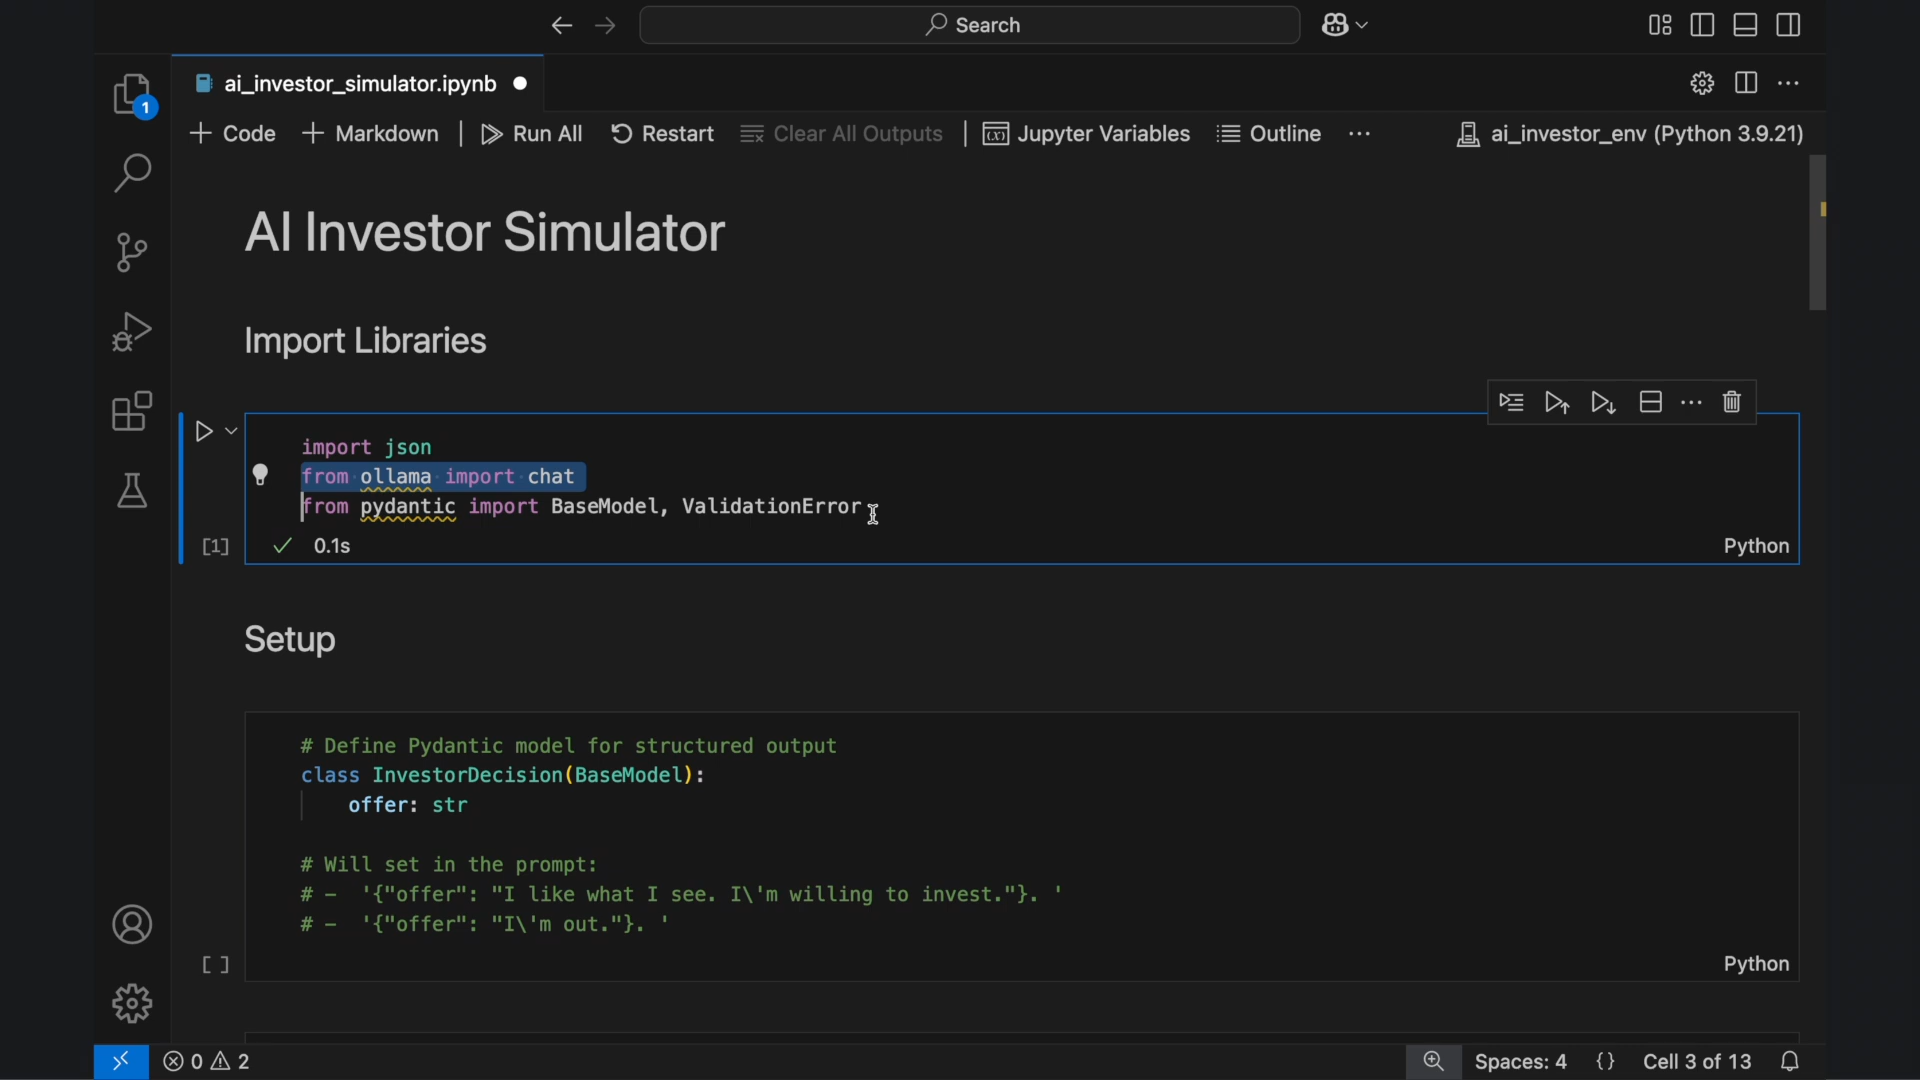 Search
ai_investor_simulator.ipynb
1
Code
Markdown
Run All
Restart
Clear All Outputs
Jupyter Variables
Outline
ai_investor_env (Python 3.9.21)
AI Investor Simulator
Import Libraries
import json
from ollama import chat
from pydantic import BaseModel, ValidationError
[1]
0.1s
Python
Setup
# Define Pydantic model for structured output
class InvestorDecision(BaseModel):
offer: str
# Will set in the prompt:
# - '{"offer": "I like what I see. I\'m willing to invest."}. '
# - '{"offer": "I\'m out."}. '
[ ]
Python
0
2
Spaces: 4
{}
Cell 3 of 13